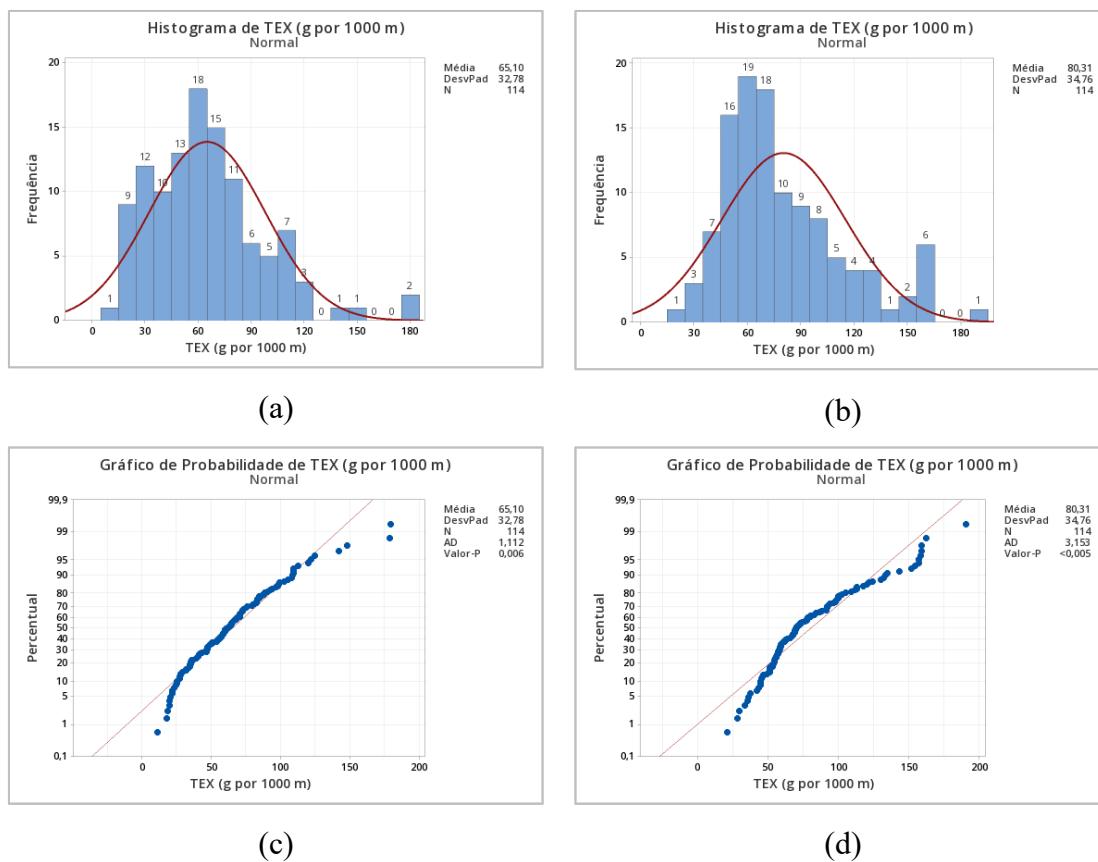 Histograma de TEX (g por 1000 m)
Normal
Média 65,10
DesvPad 32,78
N 114
20
15
10
5
0
Frequência
1
9
12
10
13
18
15
11
6
5
7
3
0
1
1
0
0
2
0 30 60 90 120 150 180
TEX (g por 1000 m)
(a)
Histograma de TEX (g por 1000 m)
Normal
Média 80,31
DesvPad 34,76
N 114
20
15
10
5
0
Frequência
1
3
7
16
19
18
10
9
8
5
4
4
1
2
6
0
0
1
0 30 60 90 120 150 180
TEX (g por 1000 m)
(b)
Gráfico de Probabilidade de TEX (g por 1000 m)
Normal
Média 65,10
DesvPad 32,78
N 114
AD 1,112
Valor-P 0,006
99,9
99
95
90
80
70
60
50
40
30
20
10
5
1
0,1
Percentual
0 50 100 150 200
TEX (g por 1000 m)
(c)
Gráfico de Probabilidade de TEX (g por 1000 m)
Normal
Média 80,31
DesvPad 34,76
N 114
AD 3,153
Valor-P <0,005
99,9
99
95
90
80
70
60
50
40
30
20
10
5
1
0,1
Percentual
0 50 100 150 200
TEX (g por 1000 m)
(d)